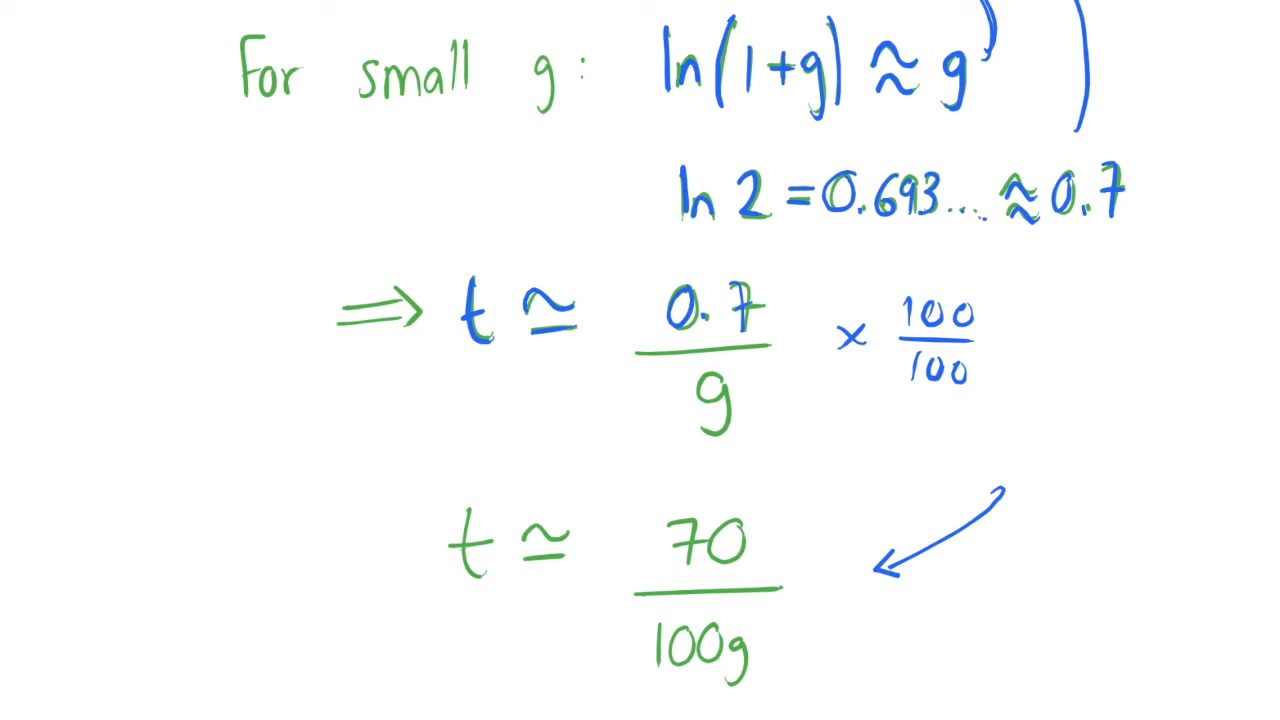 For small g: ln(1+g) ≈ g
ln 2 = 0.693... ≈ 0.7
⟹ t ≃ 0.7/g × 100/100
t ≃ 70/100g